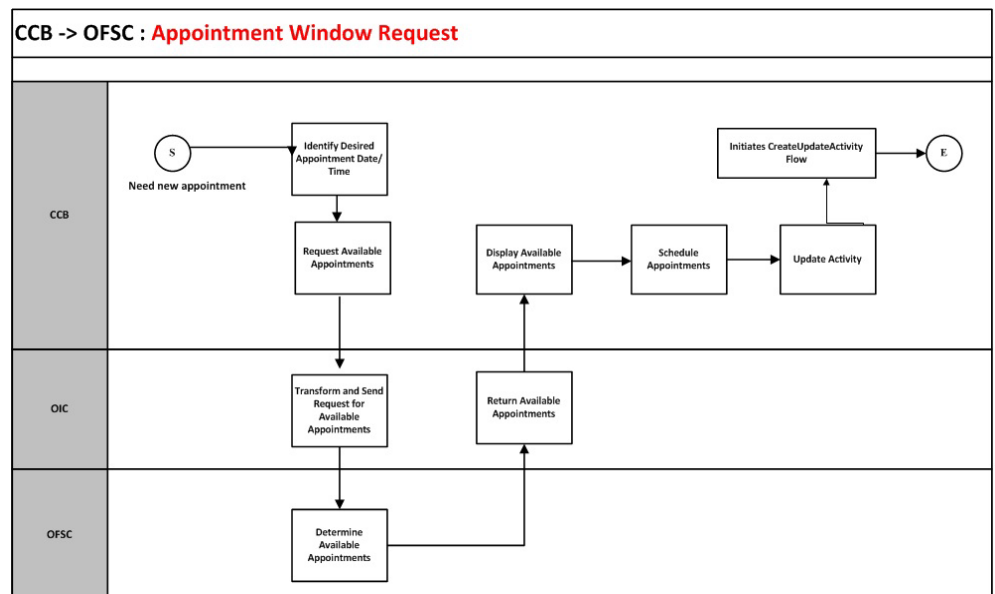 CCB -> OFSC : Appointment Window Request
CCB
S
Need new appointment
Identify Desired
Appointment Date/
Time
Request Available
Appointments
Display Available
Appointments
Schedule
Appointments
Update Activity
Initiates CreateUpdateActivity
Flow
E
OIC
Transform and Send
Request for
Available
Appointments
Return Available
Appointments
OFSC
Determine
Available
Appointments